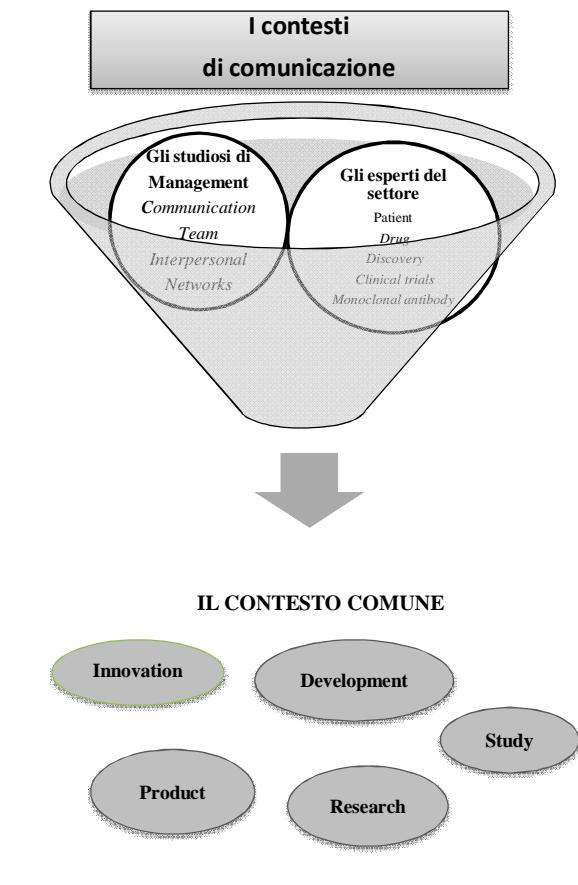 I contesti
di comunicazione
Gli studiosi di
Management
Communication
Team
Interpersonal
Networks
Gli esperti del
settore
Patient
Drug
Discovery
Clinical trials
Monoclonal antibody
IL CONTESTO COMUNE
Innovation
Development
Study
Product
Research